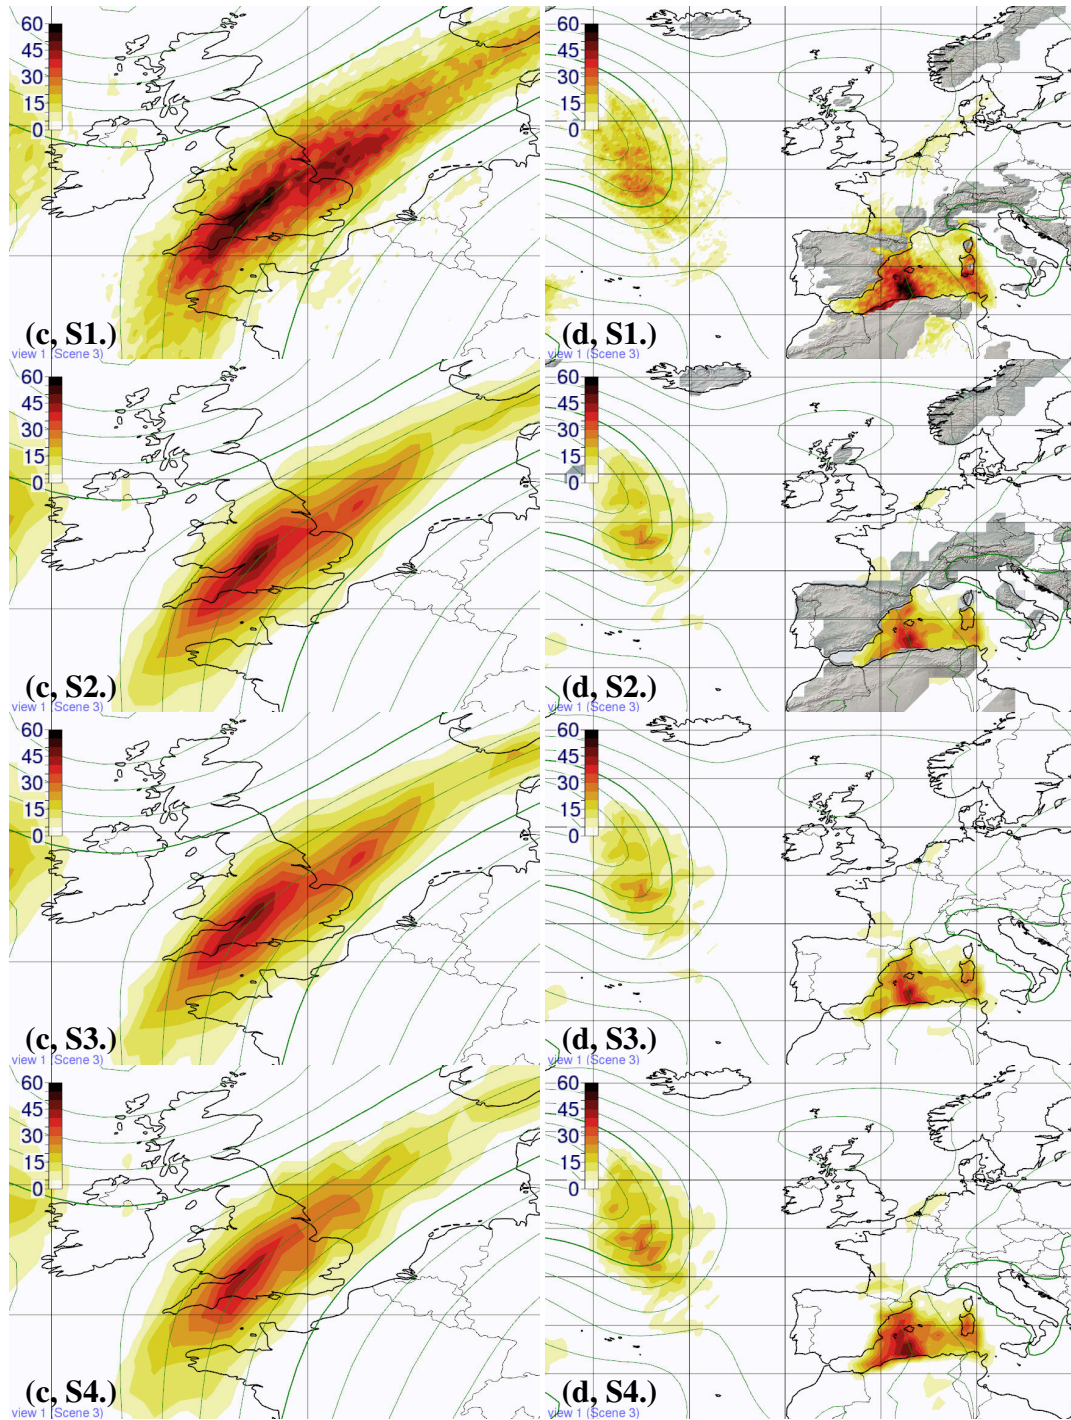 60
45
30
15
0
(c, S1.)
view 1 (Scene 3)
60
45
30
15
0
(d, S1.)
view 1 (Scene 3)
60
45
30
15
0
(c, S2.)
view 1 (Scene 3)
60
45
30
15
0
(d, S2.)
view 1 (Scene 3)
60
45
30
15
0
(c, S3.)
view 1 (Scene 3)
60
45
30
15
0
(d, S3.)
view 1 (Scene 3)
60
45
30
15
0
(c, S4.)
view 1 (Scene 3)
60
45
30
15
0
(d, S4.)
view 1 (Scene 3)